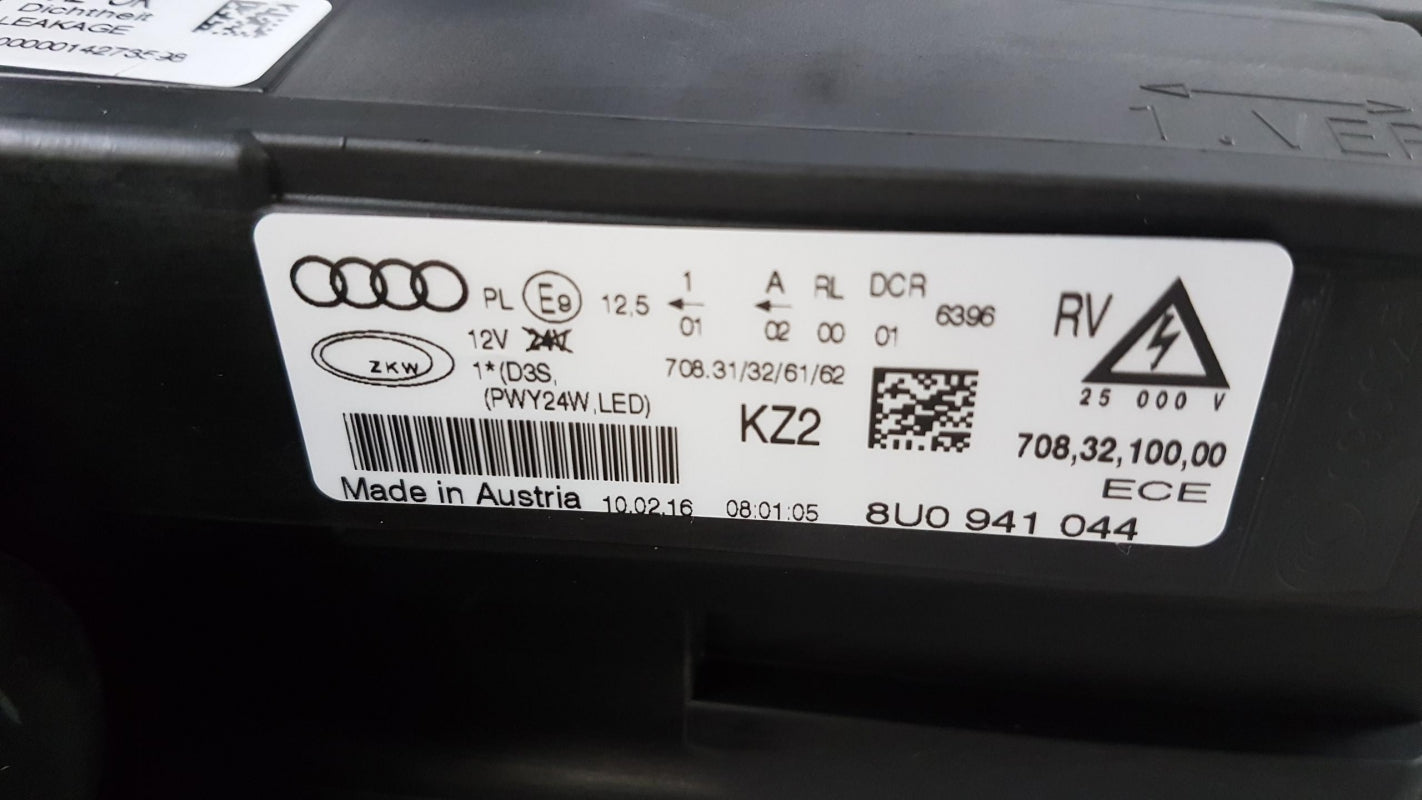 Dichtheit
LEAKAGE
PL E8 12,5 1 A RL DCR 6396 RV
01 02 00 01
12V 24V
ZKW
1*(D3S, 708.31/32/61/62
(PWY24W,LED) KZ2
25 000 V
708,32,100,00
ECE
Made in Austria 10.02.16 08:01:05 8U0 941 044
1.VER